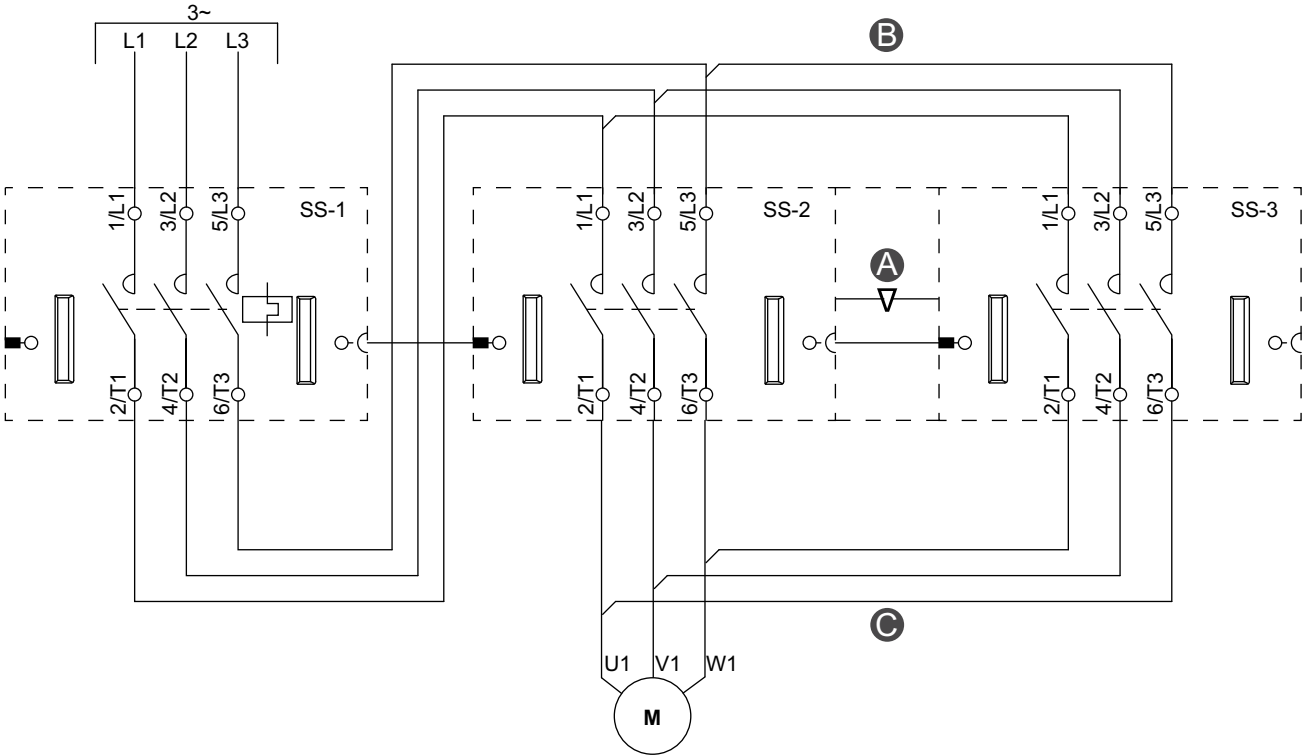 3~
L1 L2 L3
B
1/L1 3/L2 5/L3 SS-1
1/L1 3/L2 5/L3 SS-2
1/L1 3/L2 5/L3 SS-3
A
2/T1 4/T2 6/T3
2/T1 4/T2 6/T3
2/T1 4/T2 6/T3
C
U1 V1 W1
M